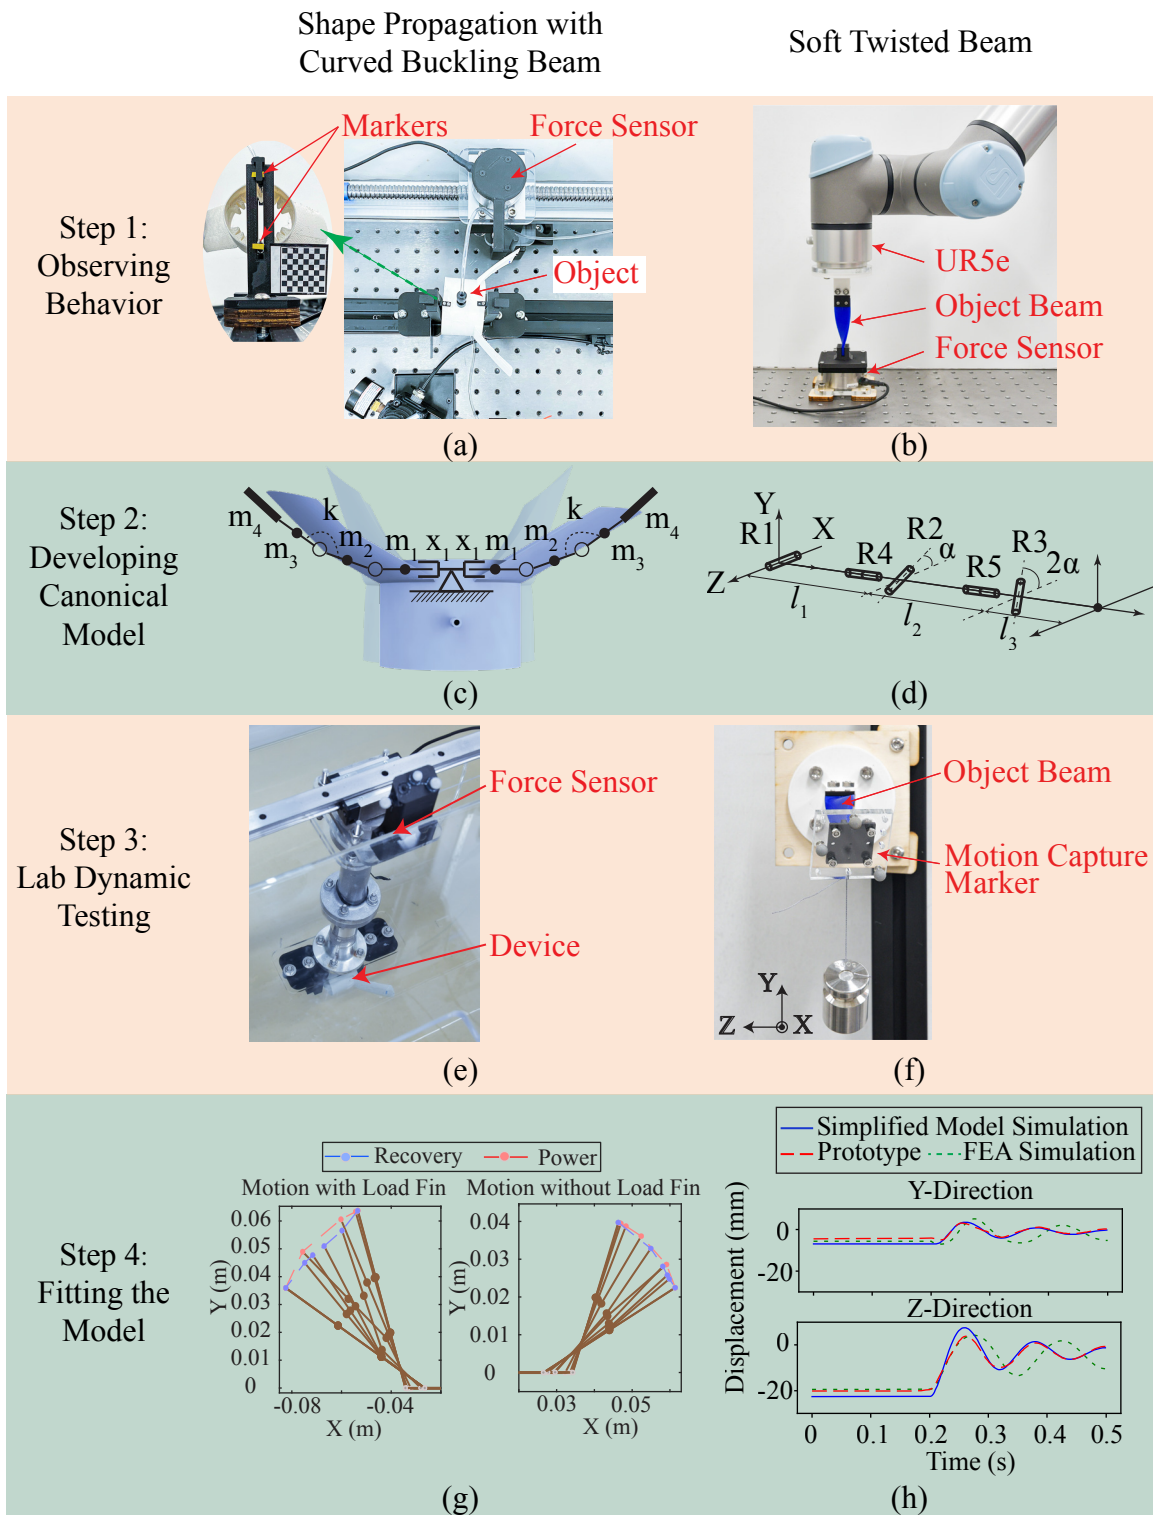 Shape Propagation with
Curved Buckling Beam
Soft Twisted Beam
Step 1:
Observing
Behavior
Markers
Force Sensor
Object
(a)
UR5e
Object Beam
Force Sensor
(b)
Step 2:
Developing
Canonical
Model
m4
m3
k
m2
m1
x1
x1
m1
m2
k
m3
m4
(c)
Y
R1
X
Z
R4
R2
α
R5
R3
2α
l1
l2
l3
(d)
Step 3:
Lab Dynamic
Testing
Force Sensor
Device
(e)
Object Beam
Motion Capture
Marker
Y
Z
X
(f)
Step 4:
Fitting the
Model
Recovery Power
Motion with Load Fin
Y (m)
0.06
0.05
0.04
0.03
0.02
0.01
0
-0.08 -0.04
X (m)
Motion without Load Fin
Y (m)
0.04
0.03
0.02
0.01
0
0.03 0.05
X (m)
(g)
Simplified Model Simulation
Prototype FEA Simulation
Displacement (mm)
Y-Direction
0
-20
Z-Direction
0
-20
0 0.1 0.2 0.3 0.4 0.5
Time (s)
(h)